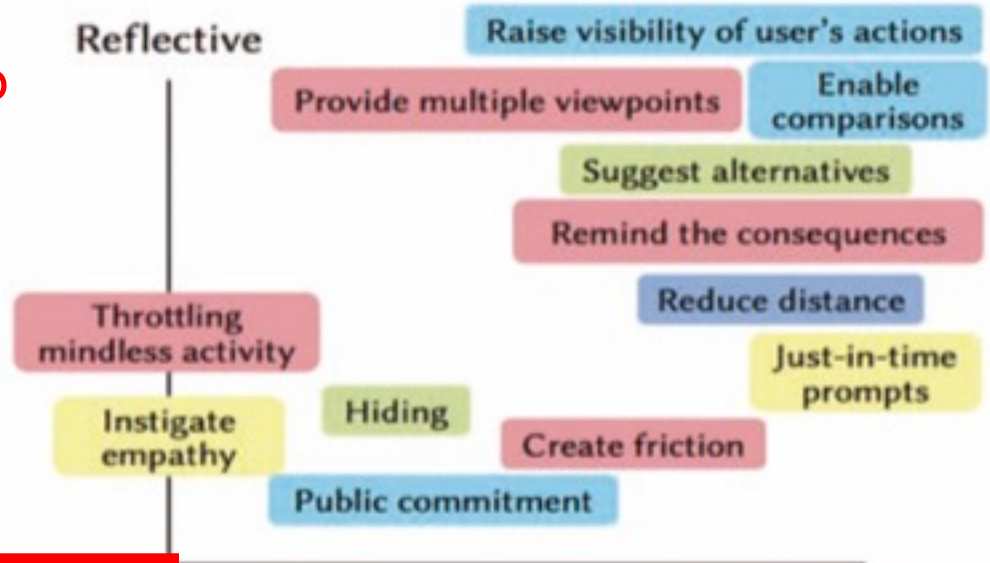 Reflective
Raise visibility of user's actions
Provide multiple viewpoints
Enable
comparisons
Suggest alternatives
Remind the consequences
Reduce distance
Throttling
mindless activity
Just-in-time
prompts
Instigate
empathy
Hiding
Create friction
Public commitment